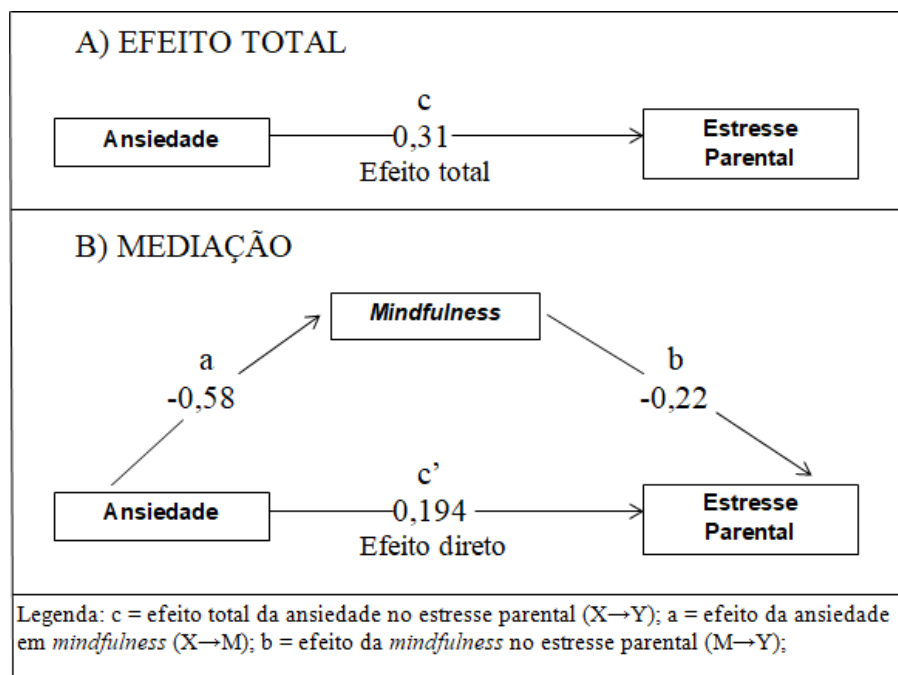 A) EFEITO TOTAL
c
Ansiedade
0,31
Estresse
Parental
Efeito total
B) MEDIAÇÃO
Mindfulness
a
-0,58
b
-0,22
c’
Ansiedade
0,194
Estresse
Parental
Efeito direto
Legenda: c = efeito total da ansiedade no estresse parental (X→Y); a = efeito da ansiedade
em mindfulness (X→M); b = efeito da mindfulness no estresse parental (M→Y);